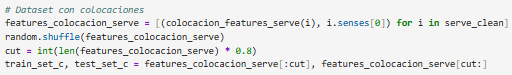 # Dataset con colocaciones
features_colocacion_serve = [(colocacion_features_serve(i), i.senses[0]) for i in serve_clean]
random.shuffle(features_colocacion_serve)
cut = int(len(features_colocacion_serve) * 0.8)
train_set_c, test_set_c = features_colocacion_serve[:cut], features_colocacion_serve[cut:]